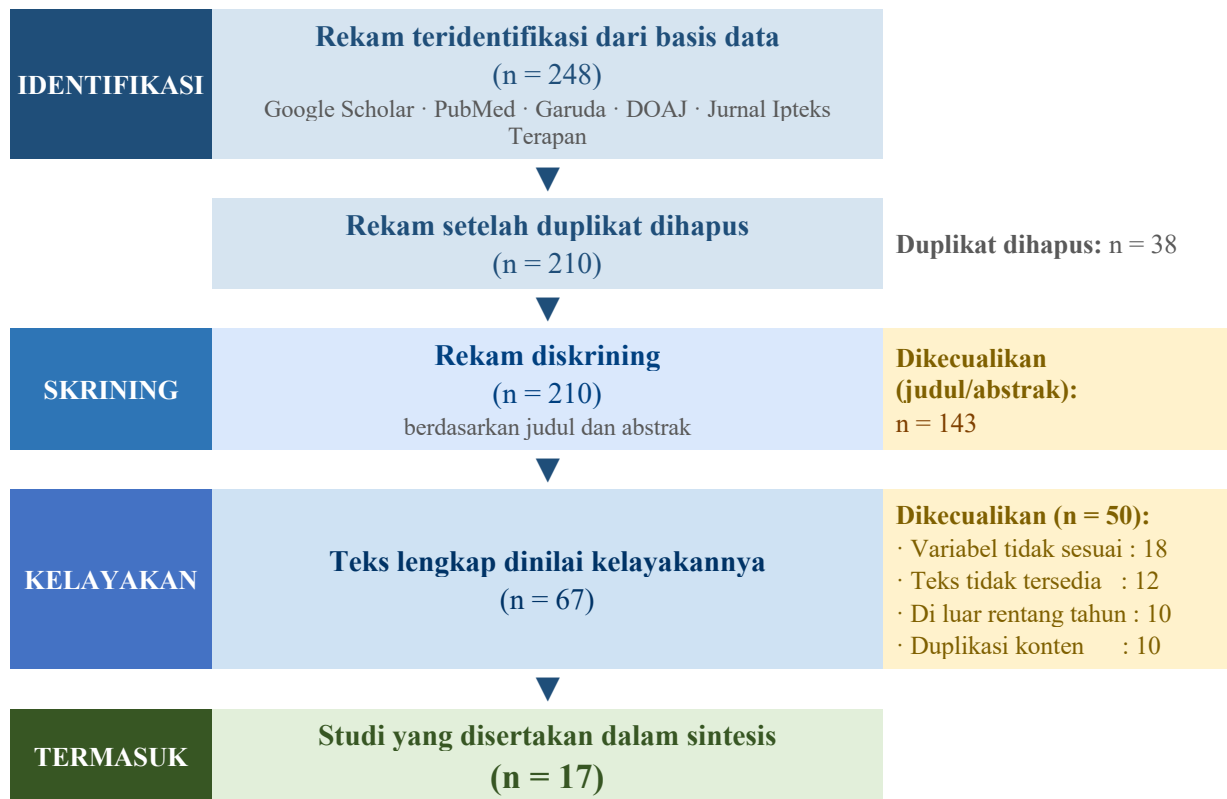 IDENTIFIKASI
Rekam teridentifikasi dari basis data
(n = 248)
Google Scholar · PubMed · Garuda · DOAJ · Jurnal Ipteks
Terapan
Rekam setelah duplikat dihapus
(n = 210)
Duplikat dihapus: n = 38
SKRINING
Rekam diskrining
(n = 210)
berdasarkan judul dan abstrak
Dikecualikan
(judul/abstrak):
n = 143
KELAYAKAN
Teks lengkap dinilai kelayakannya
(n = 67)
Dikecualikan (n = 50):
· Variabel tidak sesuai : 18
· Teks tidak tersedia : 12
· Di luar rentang tahun : 10
· Duplikasi konten : 10
TERMASUK
Studi yang disertakan dalam sintesis
(n = 17)